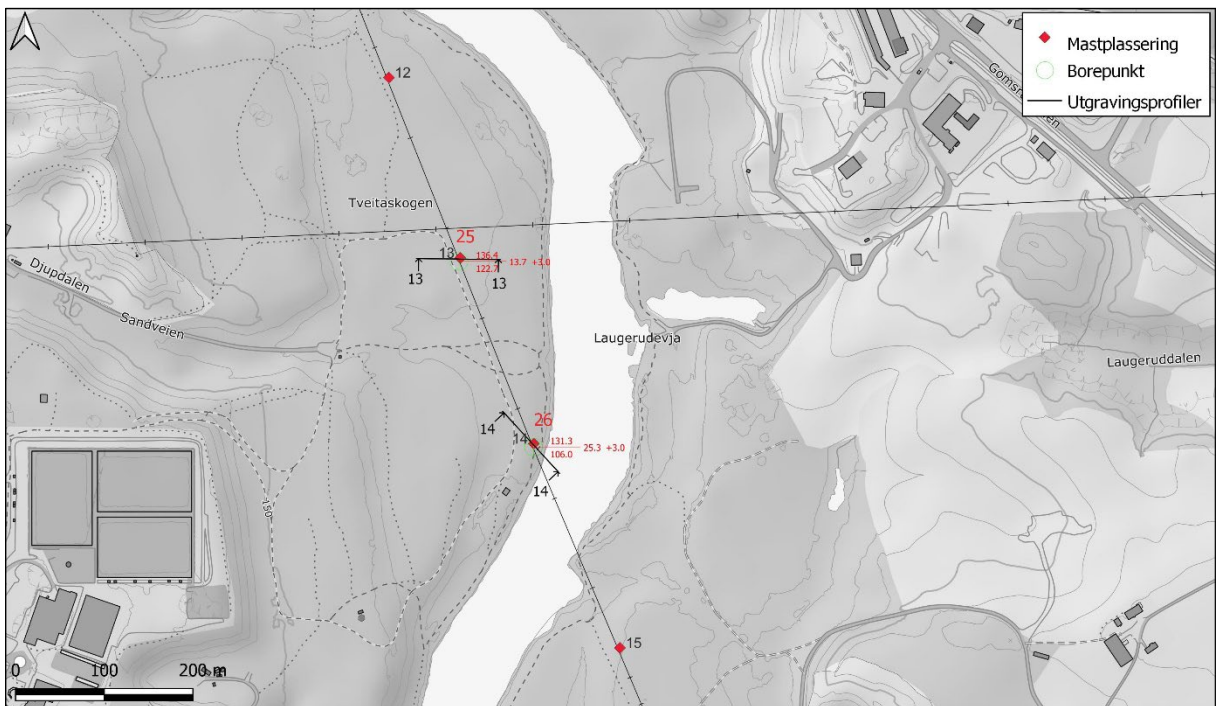 Mastplassering
Borepunkt
Utgravingsprofiler
12
Tveitaskogen
25
13
136.4
122.7
13.7 +3.0
13
13
Djupdalen
Sandveien
Laugerudevja
Laugeruddalen
26
14
14
131.3
106.0
25.3 +3.0
14
150
15
0 100 200 m